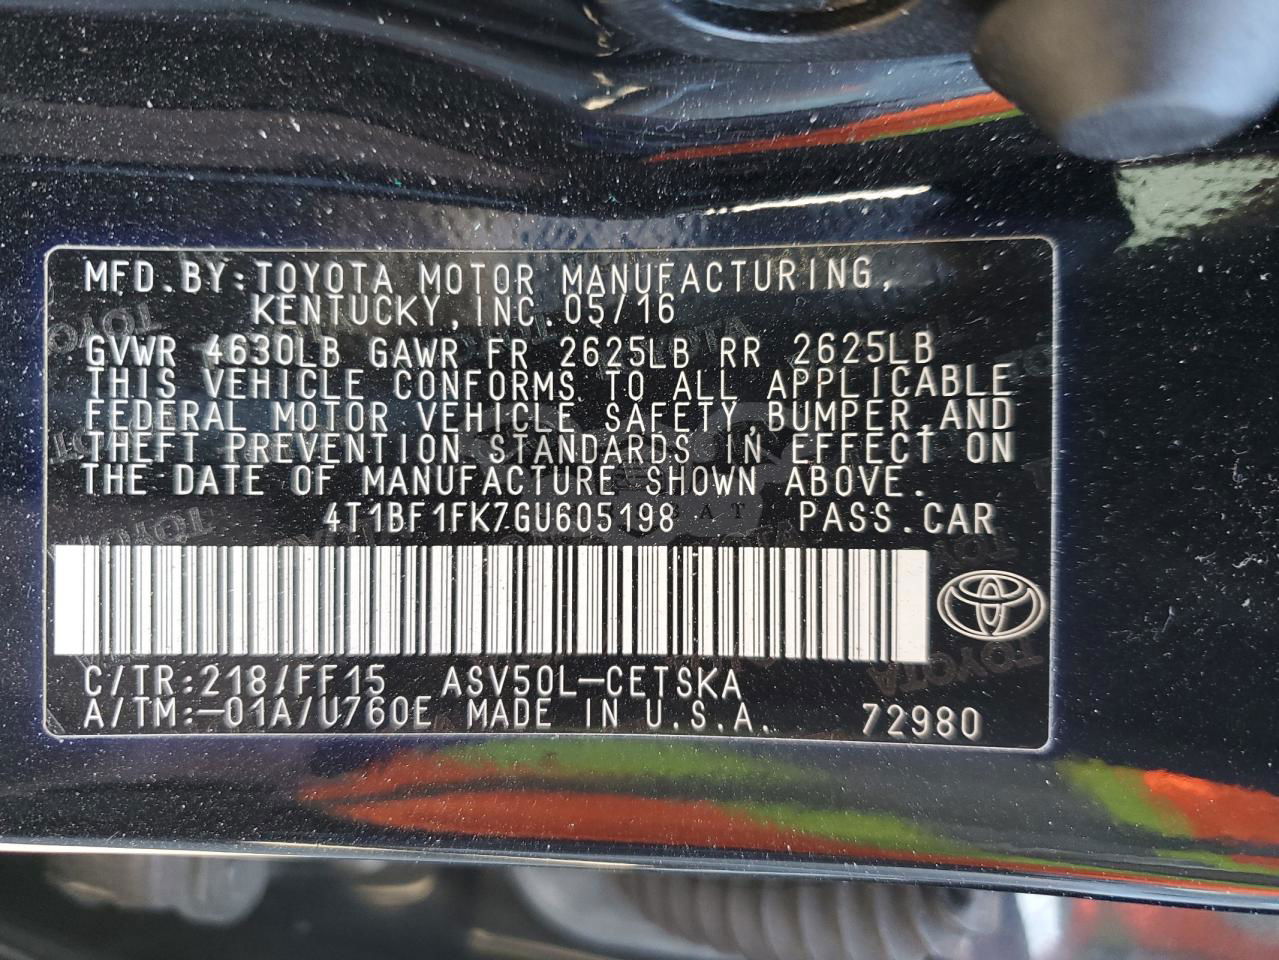 MFD.BY:TOYOTA MOTOR MANUFACTURING,
KENTUCKY,INC.05/16
GVWR 4630LB GAWR FR 2625LB RR 2625LB
THIS VEHICLE CONFORMS TO ALL APPLICABLE
FEDERAL MOTOR VEHICLE SAFETY,BUMPER,AND
THEFT PREVENTION STANDARDS IN EFFECT ON
THE DATE OF MANUFACTURE SHOWN ABOVE.
4T1BF1FK7GU605198 PASS.CAR
C/TR:218/FF15 ASV50L-CETSKA
A/TM:-01A/U760E MADE IN U.S.A. 72980